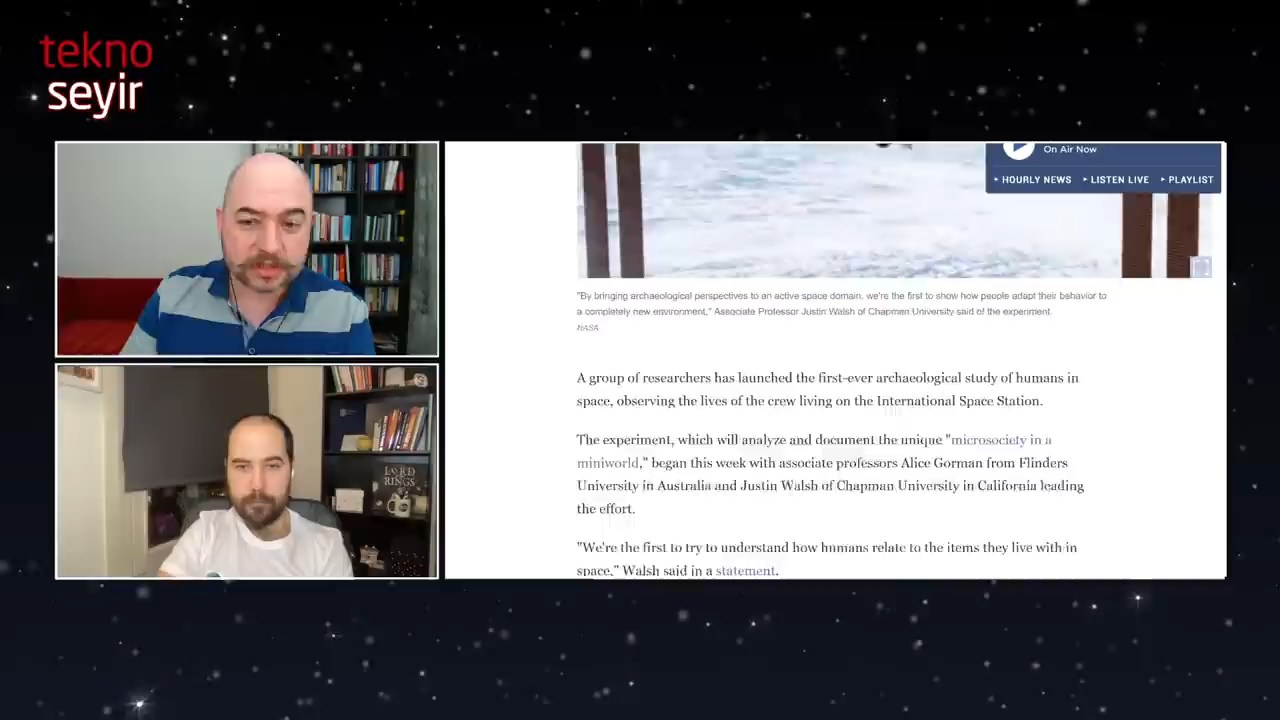 tekno
seyir
On Air Now
HOURLY NEWS LISTEN LIVE PLAYLIST
"By bringing archaeological perspectives to an active space domain, we're the first to show how people adapt their behavior to
a completely new environment," Associate Professor Justin Walsh of Chapman University said of the experiment.
NASA
A group of researchers has launched the first-ever archaeological study of humans in
space, observing the lives of the crew living on the International Space Station.
The experiment, which will analyze and document the unique "microsociety in a
miniworld," began this week with associate professors Alice Gorman from Flinders
University in Australia and Justin Walsh of Chapman University in California leading
the effort.
"We're the first to try to understand how humans relate to the items they live with in
space," Walsh said in a statement.
LORD
RINGS